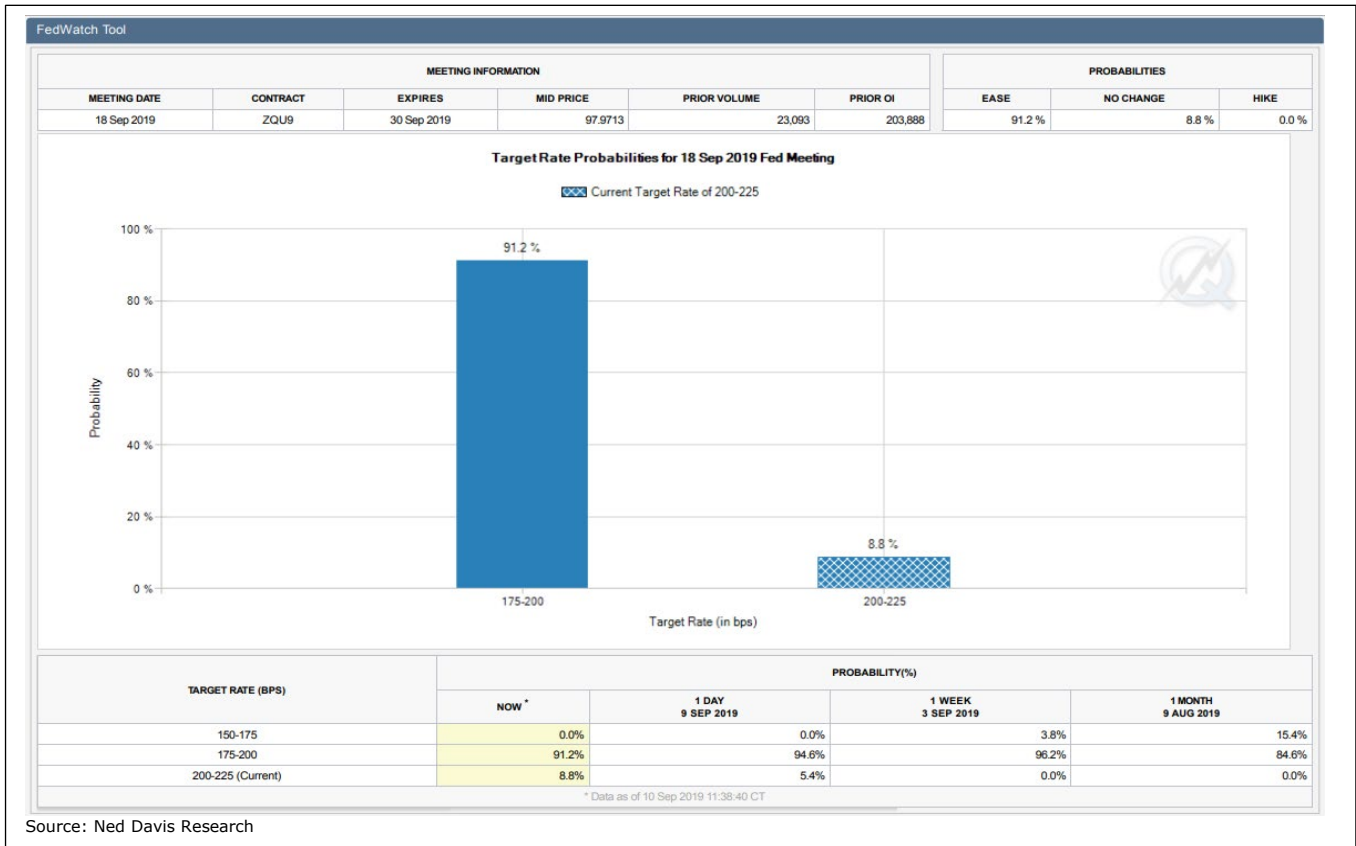 FedWatch Tool
MEETING INFORMATION PROBABILITIES
MEETING DATE CONTRACT EXPIRES MID PRICE PRIOR VOLUME PRIOR OI EASE NO CHANGE HIKE
18 Sep 2019 ZQU9 30 Sep 2019 97.9713 23,093 203,888 91.2 % 8.8 % 0.0 %
Target Rate Probabilities for 18 Sep 2019 Fed Meeting
Current Target Rate of 200-225
100 %
91.2 %
80 %
60 %
Probability
40 %
20 %
8.8 %
0 %
175-200 200-225
Target Rate (in bps)
TARGET RATE (BPS) PROBABILITY(%)
NOW * 1 DAY 1 WEEK 1 MONTH
9 SEP 2019 3 SEP 2019 9 AUG 2019
150-175 0.0% 0.0% 3.8% 15.4%
175-200 91.2% 94.6% 96.2% 84.6%
200-225 (Current) 8.8% 5.4% 0.0% 0.0%
* Data as of 10 Sep 2019 11:38:40 CT
Source: Ned Davis Research